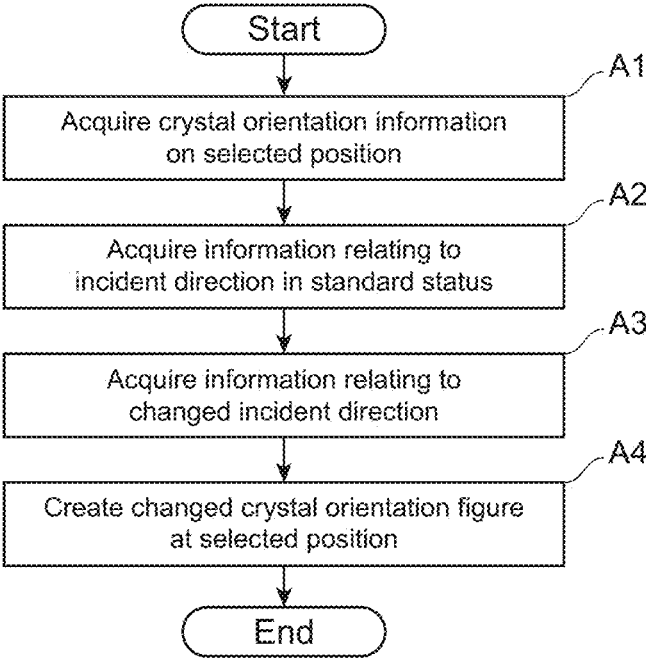 Start
A1
Acquire crystal orientation information
on selected position
A2
Acquire information relating to
incident direction in standard status
A3
Acquire information relating to
changed incident direction
A4
Create changed crystal orientation figure
at selected position
End